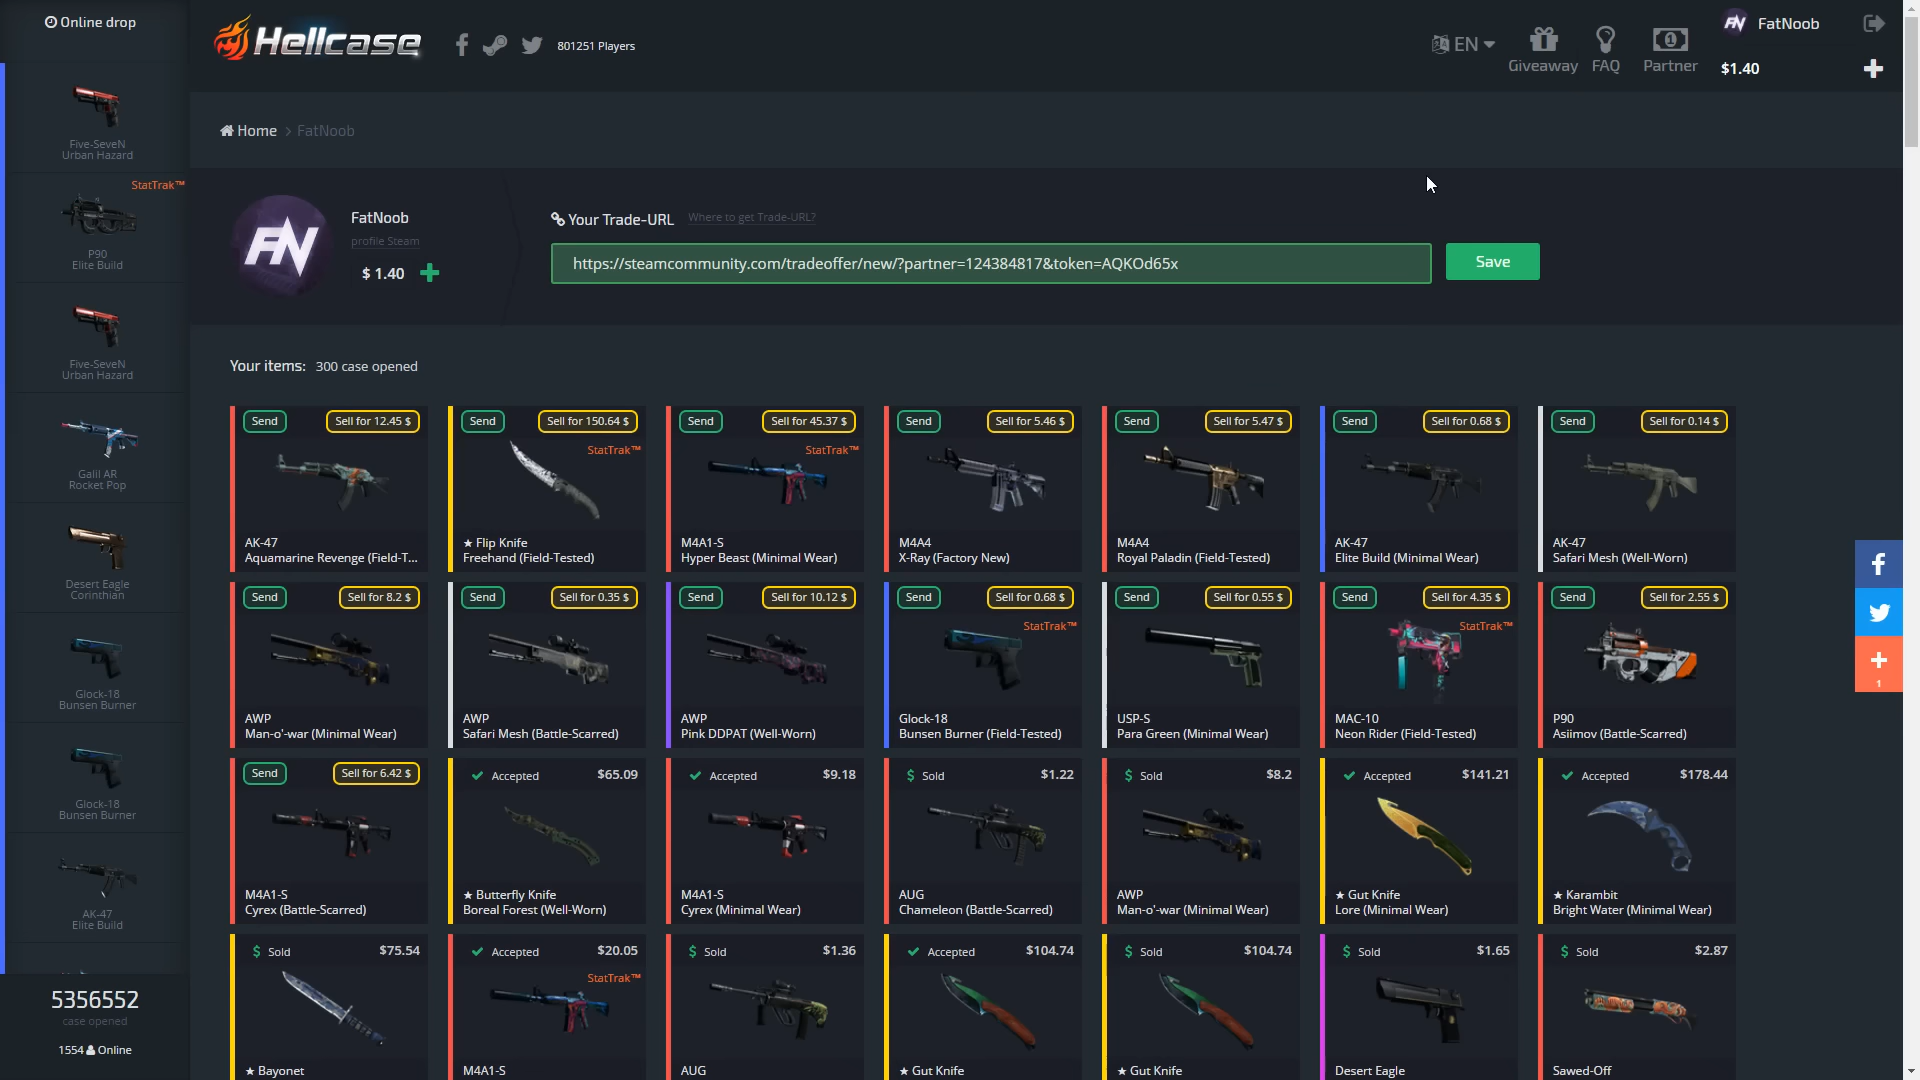 Online drop
Five-SeveN
Urban Hazard
StatTrak™
P90
Elite Build
Five-SeveN
Urban Hazard
Galil AR
Rocket Pop
Desert Eagle
Corinthian
Glock-18
Bunsen Burner
Glock-18
Bunsen Burner
AK-47
Elite Build
5356552
case opened
1554 Online
Hellcase
801251 Players
EN
Giveaway
FAQ
Partner
FN
FatNoob
$1.40
Home > FatNoob
FN
FatNoob
profile Steam
$ 1.40
Your Trade-URL Where to get Trade-URL?
https://steamcommunity.com/tradeoffer/new/?partner=124384817&token=AQKOd65x
Save
Your items: 300 case opened
Send Sell for 12.45 $
AK-47
Aquamarine Revenge (Field-T...
Send Sell for 150.64 $
StatTrak™
★ Flip Knife
Freehand (Field-Tested)
Send Sell for 45.37 $
StatTrak™
M4A1-S
Hyper Beast (Minimal Wear)
Send Sell for 5.46 $
M4A4
X-Ray (Factory New)
Send Sell for 5.47 $
M4A4
Royal Paladin (Field-Tested)
Send Sell for 0.68 $
AK-47
Elite Build (Minimal Wear)
Send Sell for 0.14 $
AK-47
Safari Mesh (Well-Worn)
Send Sell for 8.2 $
AWP
Man-o'-war (Minimal Wear)
Send Sell for 0.35 $
AWP
Safari Mesh (Battle-Scarred)
Send Sell for 10.12 $
AWP
Pink DDPAT (Well-Worn)
Send Sell for 0.68 $
StatTrak™
Glock-18
Bunsen Burner (Field-Tested)
Send Sell for 0.55 $
USP-S
Para Green (Minimal Wear)
Send Sell for 4.35 $
StatTrak™
MAC-10
Neon Rider (Field-Tested)
Send Sell for 2.55 $
P90
Asiimov (Battle-Scarred)
Send Sell for 6.42 $
M4A1-S
Cyrex (Battle-Scarred)
Accepted $65.09
★ Butterfly Knife
Boreal Forest (Well-Worn)
Accepted $9.18
M4A1-S
Cyrex (Minimal Wear)
$ Sold $1.22
AUG
Chameleon (Battle-Scarred)
$ Sold $8.2
AWP
Man-o'-war (Minimal Wear)
Accepted $141.21
★ Gut Knife
Lore (Minimal Wear)
Accepted $178.44
★ Karambit
Bright Water (Minimal Wear)
$ Sold $75.54
★ Bayonet
Accepted $20.05
StatTrak™
M4A1-S
$ Sold $1.36
AUG
Accepted $104.74
★ Gut Knife
$ Sold $104.74
★ Gut Knife
$ Sold $1.65
Desert Eagle
$ Sold $2.87
Sawed-Off
1